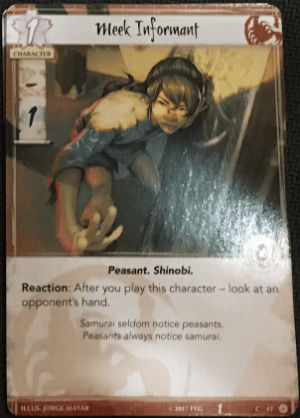 1
Meek Informant
CHARACTER
-
1
Peasant. Shinobi.
Reaction: After you play this character – look at an
opponent's hand.
Samurai seldom notice peasants.
Peasants always notice samurai.
ILLUS. JORGE MATAR
© 2017 FFG
C 17